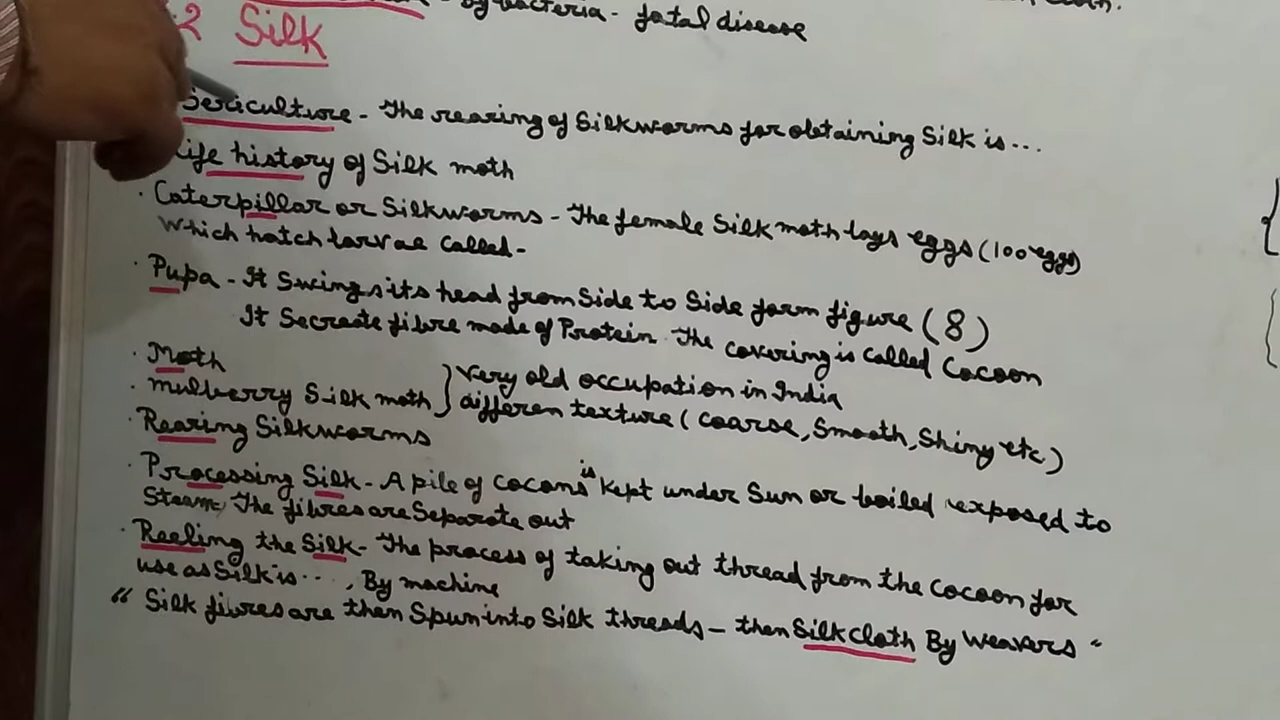 By bacteria - fatal disease
2 Silk
Sericulture - The rearing of Silkworms for obtaining Silk is...
Life history of Silk moth
· Caterpillar or Silkworms - The female Silk moth lays eggs (100 eggs)
Which hatch larvae called-
· Pupa - It Swings its head from Side to Side form figure (8)
It Secreate fibre made of Protein. The covering is called Cocoon
· Moth
· Mulberry Silk moth } Very old occupation in India
differen texture (Coarse, Smooth, Shiny etc)
· Rearing Silkworms
· Processing Silk - A pile of Cocons is Kept under Sun or boiled exposed to
Steam, The fibres are Separate out
· Reeling the Silk - The process of taking out thread from the Cocoon for
use as Silk is ..., By machine
“ Silk fibres are then Spun into Silk threads - then Silk cloth By Weavers “